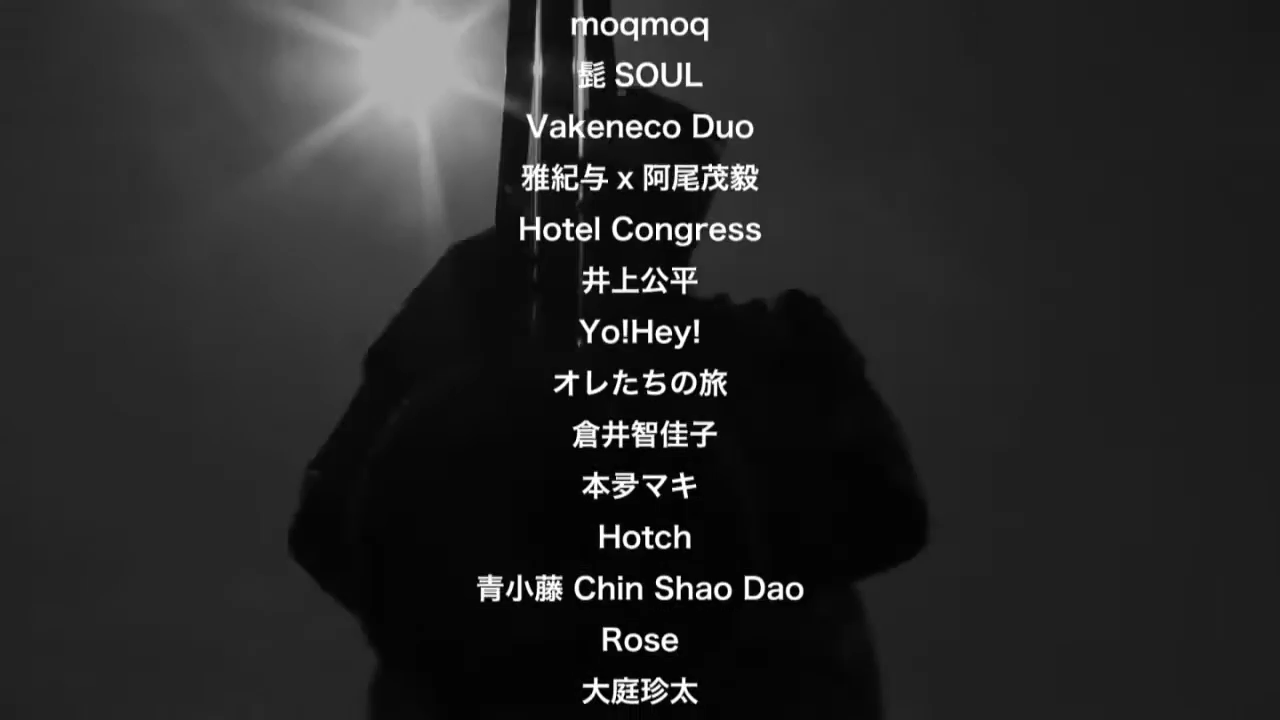 moqmoq
髭 SOUL
Vakeneco Duo
雅紀与 x 阿尾茂毅
Hotel Congress
井上公平
Yo!Hey!
オレたちの旅
倉井智佳子
本夛マキ
Hotch
青小藤 Chin Shao Dao
Rose
大庭珍太